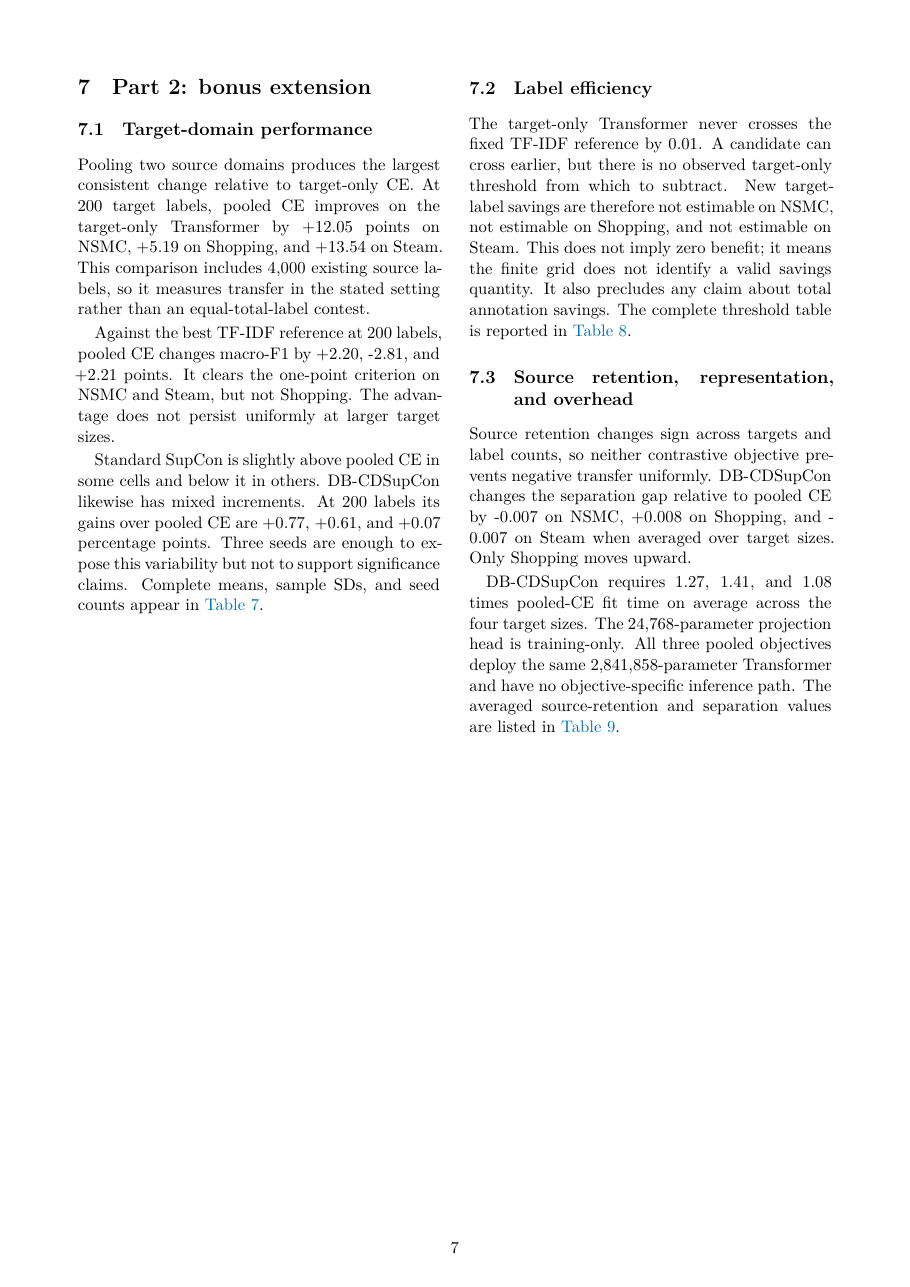 7 Part 2: bonus extension
7.1 Target-domain performance
Pooling two source domains produces the largest
consistent change relative to target-only CE. At
200 target labels, pooled CE improves on the
target-only Transformer by +12.05 points on
NSMC, +5.19 on Shopping, and +13.54 on Steam.
This comparison includes 4,000 existing source la-
bels, so it measures transfer in the stated setting
rather than an equal-total-label contest.
Against the best TF-IDF reference at 200 labels,
pooled CE changes macro-F1 by +2.20, -2.81, and
+2.21 points. It clears the one-point criterion on
NSMC and Steam, but not Shopping. The advan-
tage does not persist uniformly at larger target
sizes.
Standard SupCon is slightly above pooled CE in
some cells and below it in others. DB-CDSupCon
likewise has mixed increments. At 200 labels its
gains over pooled CE are +0.77, +0.61, and +0.07
percentage points. Three seeds are enough to ex-
pose this variability but not to support significance
claims. Complete means, sample SDs, and seed
counts appear in Table 7.
7.2 Label efficiency
The target-only Transformer never crosses the
fixed TF-IDF reference by 0.01. A candidate can
cross earlier, but there is no observed target-only
threshold from which to subtract. New target-
label savings are therefore not estimable on NSMC,
not estimable on Shopping, and not estimable on
Steam. This does not imply zero benefit; it means
the finite grid does not identify a valid savings
quantity. It also precludes any claim about total
annotation savings. The complete threshold table
is reported in Table 8.
7.3 Source retention, representation,
and overhead
Source retention changes sign across targets and
label counts, so neither contrastive objective pre-
vents negative transfer uniformly. DB-CDSupCon
changes the separation gap relative to pooled CE
by -0.007 on NSMC, +0.008 on Shopping, and -
0.007 on Steam when averaged over target sizes.
Only Shopping moves upward.
DB-CDSupCon requires 1.27, 1.41, and 1.08
times pooled-CE fit time on average across the
four target sizes. The 24,768-parameter projection
head is training-only. All three pooled objectives
deploy the same 2,841,858-parameter Transformer
and have no objective-specific inference path. The
averaged source-retention and separation values
are listed in Table 9.
7